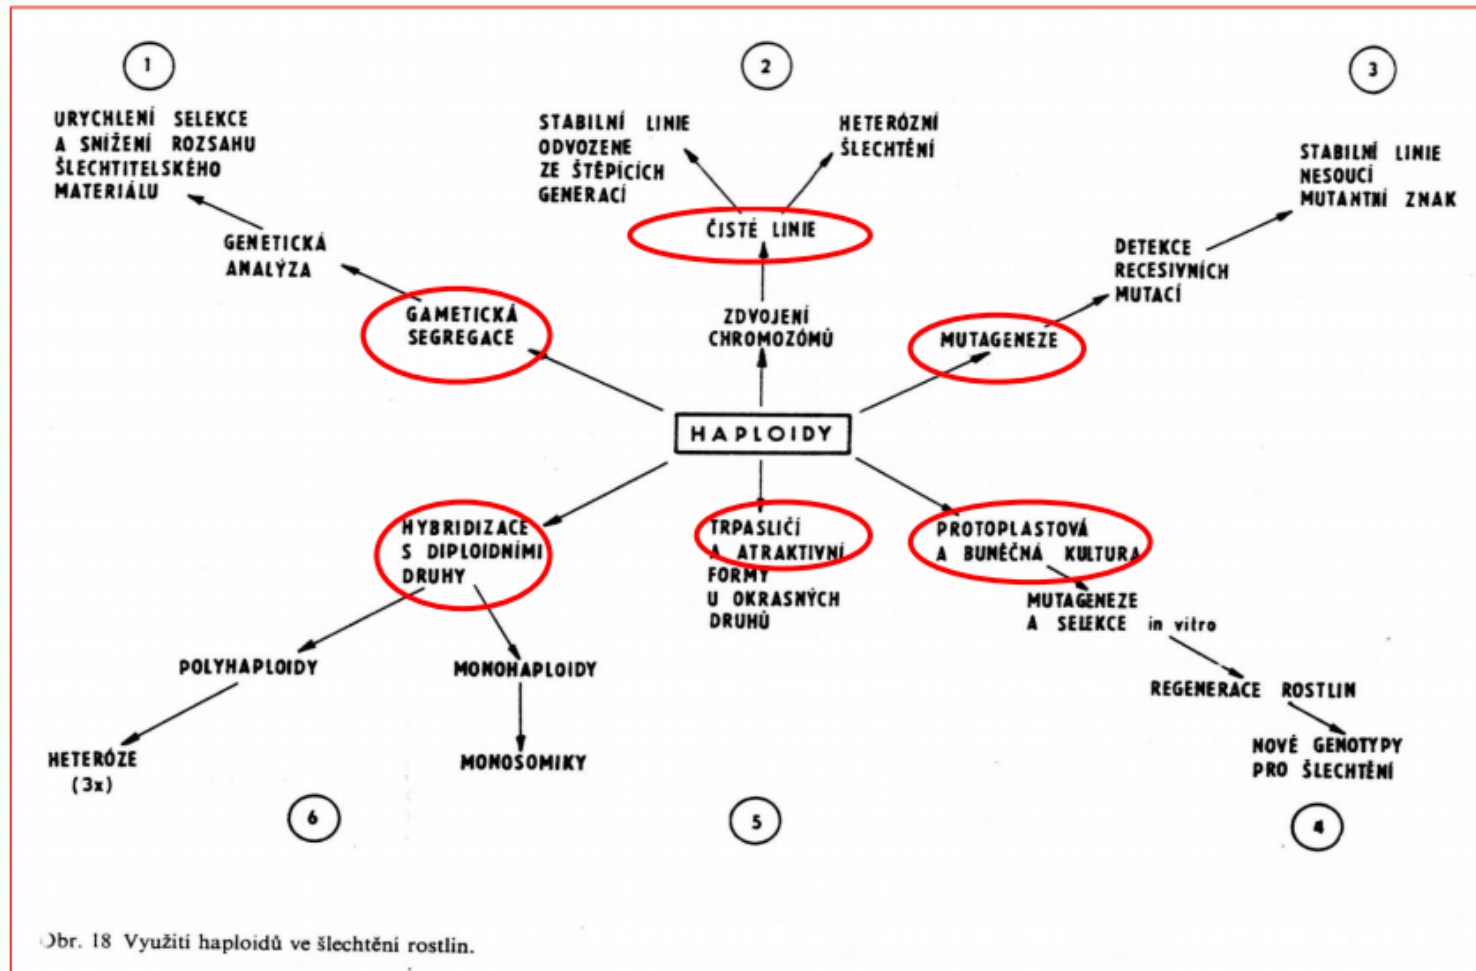 1
URYCHLENÍ SELEKCE
A SNÍŽENÍ ROZSAHU
ŠLECHTITELSKÉHO
MATERIÁLU
GENETICKÁ
ANALÝZA
GAMETICKÁ
SEGREGACE
2
STABILNÍ LINIE
ODVOZENE
ZE ŠTĚPÍCÍCH
GENERACÍ
HETERÓZNÍ
ŠLECHTĚNÍ
ČISTÉ LINIE
ZDVOJENÍ
CHROMOZÓMŮ
3
STABILNÍ LINIE
NESOUCÍ
MUTANTNÍ ZNAK
DETEKCE
RECESIVNÍCH
MUTACÍ
MUTAGENEZE
HAPLOIDY
HYBRIDIZACE
S DIPLOIDNÍMI
DRUHY
POLYHAPLOIDY
MONOHAPLOIDY
HETERÓZE
(3x)
MONOSOMIKY
6
TRPASLIČÍ
A ATRAKTIVNÍ
FORMY
U OKRASNÝCH
DRUHŮ
5
PROTOPLASTOVÁ
A BUNĚČNÁ KULTURA
MUTAGENEZE
A SELEKCE in vitro
REGENERACE ROSTLIN
NOVÉ GENOTYPY
PRO ŠLECHTĚNÍ
4
Obr. 18 Využití haploidů ve šlechtění rostlin.